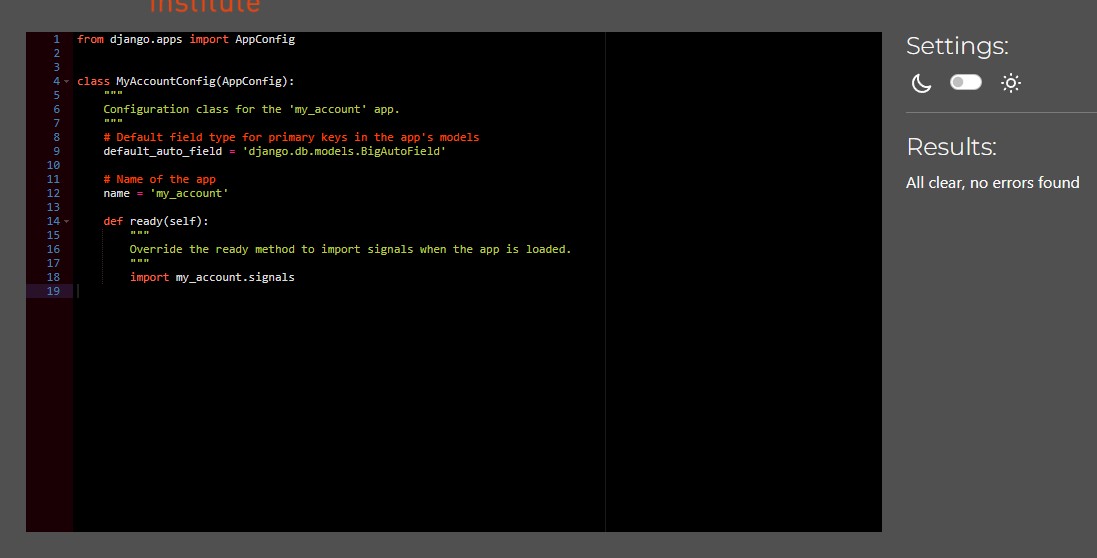 institute
1 from django.apps import AppConfig
2
3
4 class MyAccountConfig(AppConfig):
5     """
6     Configuration class for the 'my_account' app.
7     """
8     # Default field type for primary keys in the app's models
9     default_auto_field = 'django.db.models.BigAutoField'
10
11     # Name of the app
12     name = 'my_account'
13
14     def ready(self):
15         """
16         Override the ready method to import signals when the app is loaded.
17         """
18         import my_account.signals
19
Settings:
Results:
All clear, no errors found